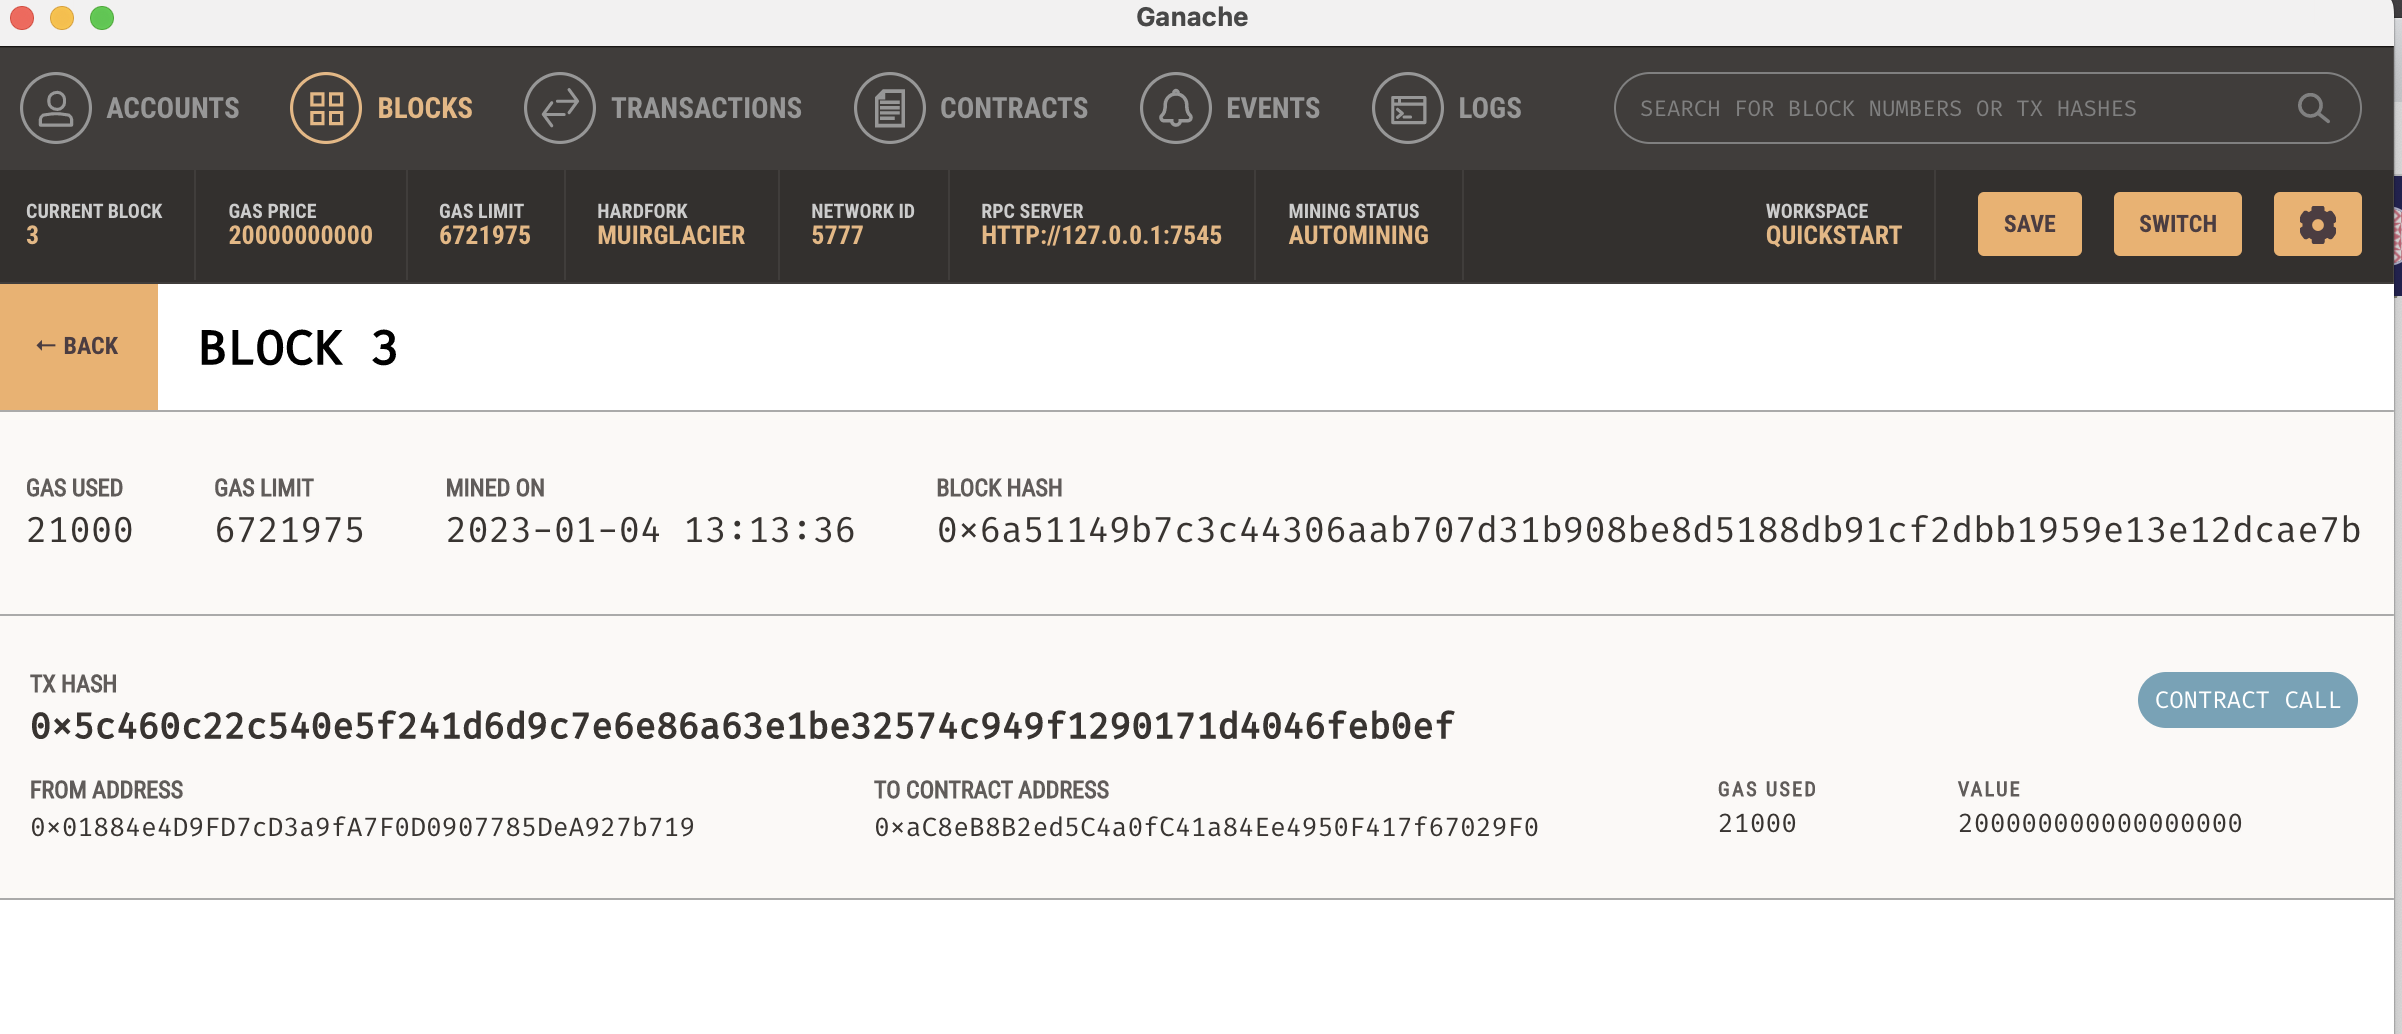 Ganache
ACCOUNTS BLOCKS TRANSACTIONS CONTRACTS EVENTS LOGS SEARCH FOR BLOCK NUMBERS OR TX HASHES
CURRENT BLOCK GAS PRICE GAS LIMIT HARDFORK NETWORK ID RPC SERVER MINING STATUS WORKSPACE
3 20000000000 6721975 MUIRGLACIER 5777 HTTP://127.0.0.1:7545 AUTOMINING QUICKSTART
SAVE SWITCH
← BACK BLOCK 3
GAS USED GAS LIMIT MINED ON BLOCK HASH
21000 6721975 2023-01-04 13:13:36 0×6a51149b7c3c44306aab707d31b908be8d5188db91cf2dbb1959e13e12dcae7b
TX HASH
0×5c460c22c540e5f241d6d9c7e6e86a63e1be32574c949f1290171d4046feb0ef
CONTRACT CALL
FROM ADDRESS TO CONTRACT ADDRESS GAS USED VALUE
0×01884e4D9FD7cD3a9fA7F0D0907785DeA927b719 0×aC8eB8B2ed5C4a0fC41a84Ee4950F417f67029F0 21000 200000000000000000